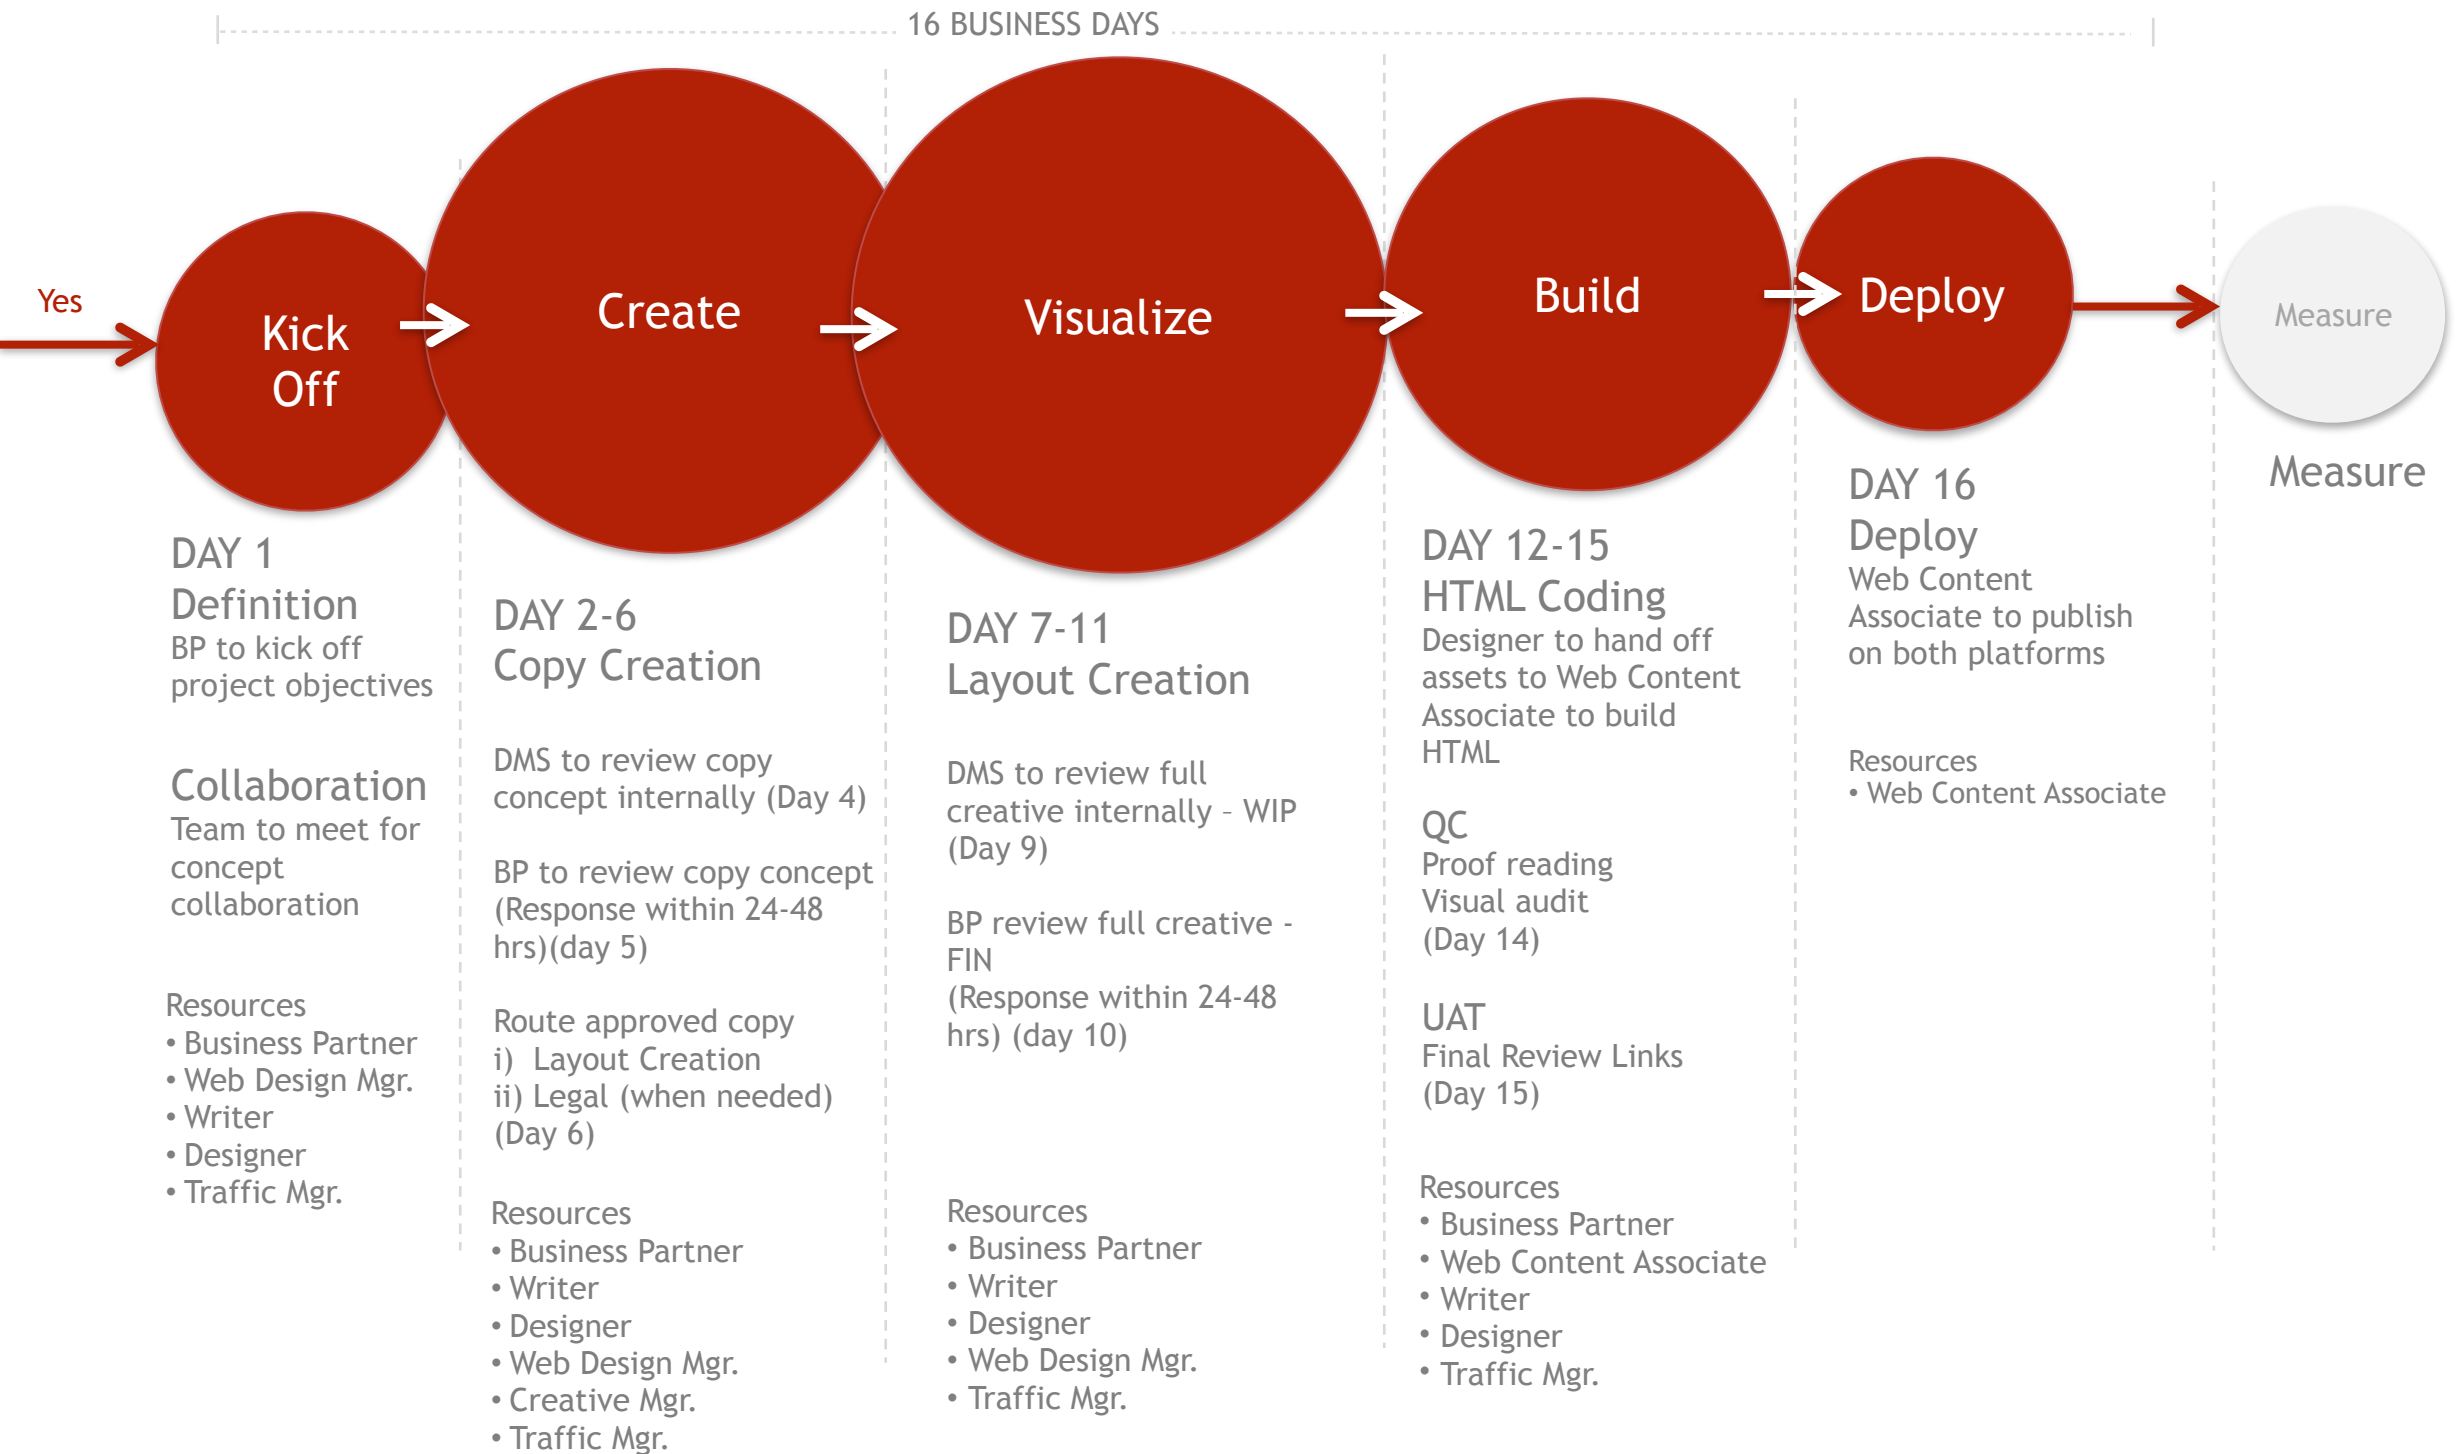 16 BUSINESS DAYS
Yes
Kick
Off
Create
Visualize
Build
Deploy
Measure
DAY 1
Definition
BP to kick off
project objectives
Collaboration
Team to meet for
concept
collaboration
Resources
• Business Partner
• Web Design Mgr.
• Writer
• Designer
• Traffic Mgr.
DAY 2-6
Copy Creation
DMS to review copy
concept internally (Day 4)
BP to review copy concept
(Response within 24-48
hrs)(day 5)
Route approved copy
i) Layout Creation
ii) Legal (when needed)
(Day 6)
Resources
• Business Partner
• Writer
• Designer
• Web Design Mgr.
• Creative Mgr.
• Traffic Mgr.
DAY 7-11
Layout Creation
DMS to review full
creative internally – WIP
(Day 9)
BP review full creative -
FIN
(Response within 24-48
hrs) (day 10)
Resources
• Business Partner
• Writer
• Designer
• Web Design Mgr.
• Traffic Mgr.
DAY 12-15
HTML Coding
Designer to hand off
assets to Web Content
Associate to build
HTML
QC
Proof reading
Visual audit
(Day 14)
UAT
Final Review Links
(Day 15)
Resources
• Business Partner
• Web Content Associate
• Writer
• Designer
• Traffic Mgr.
DAY 16
Deploy
Web Content
Associate to publish
on both platforms
Resources
• Web Content Associate
Measure